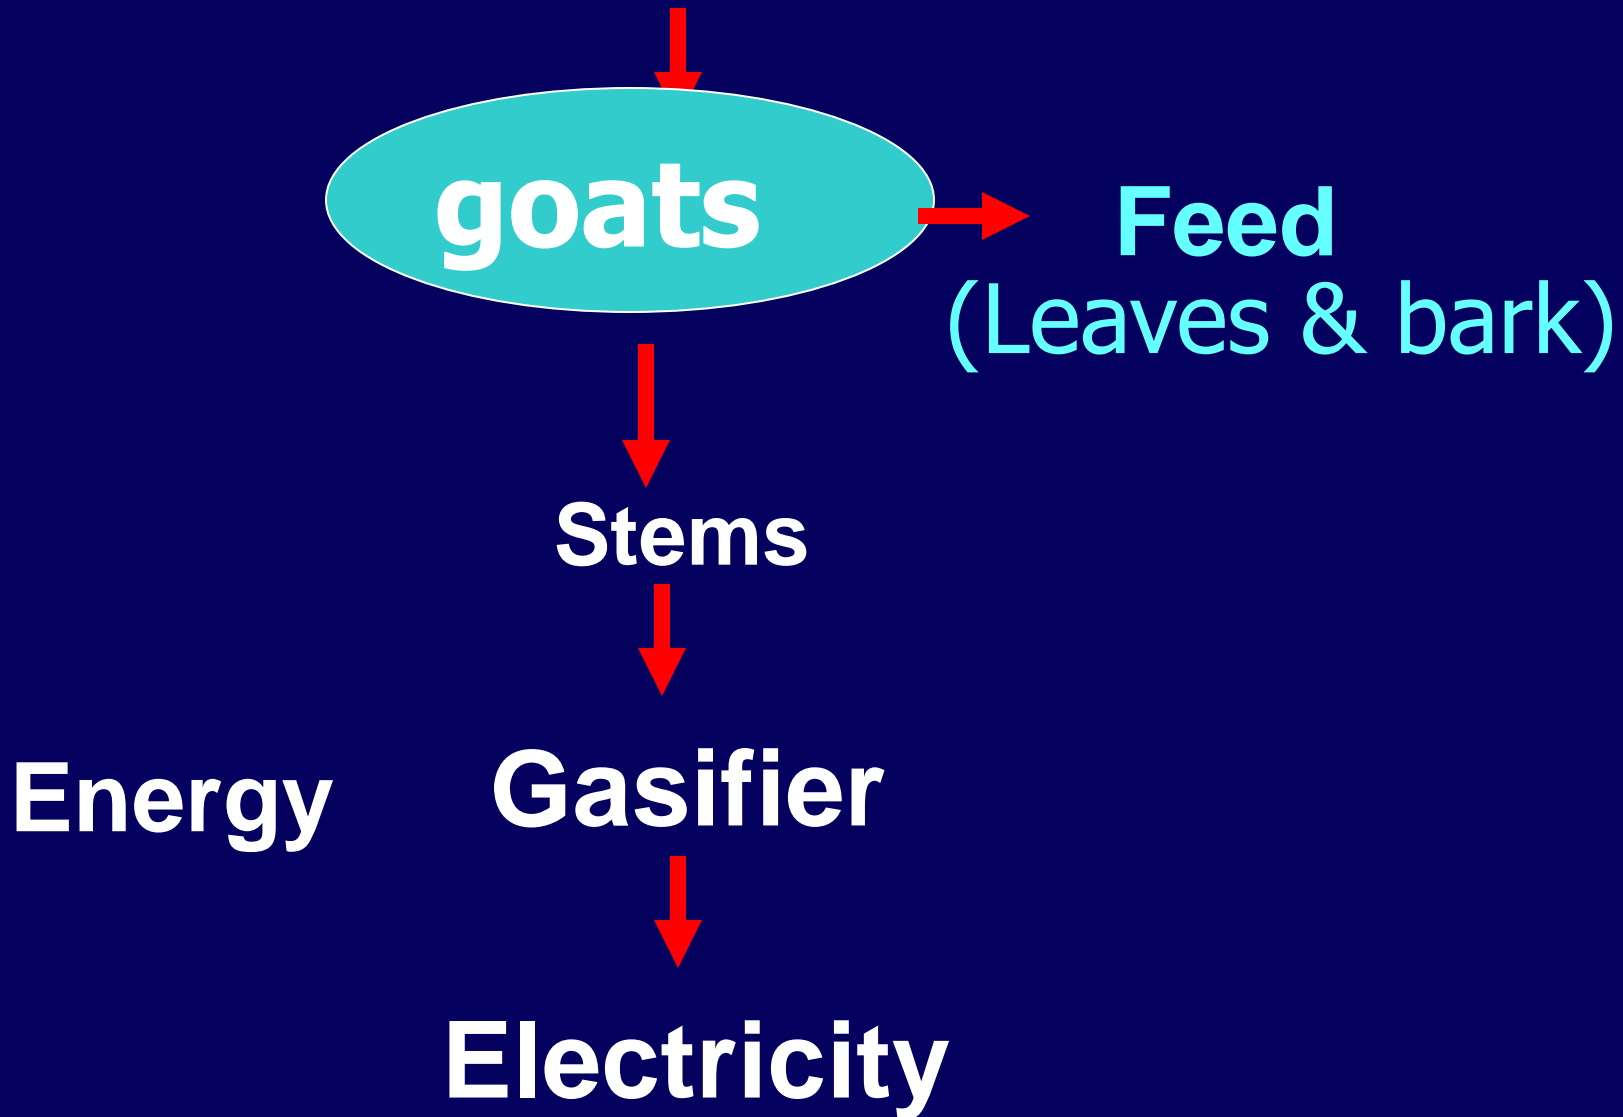 goats
Feed
(Leaves & bark)
Stems
Energy
Gasifier
Electricity